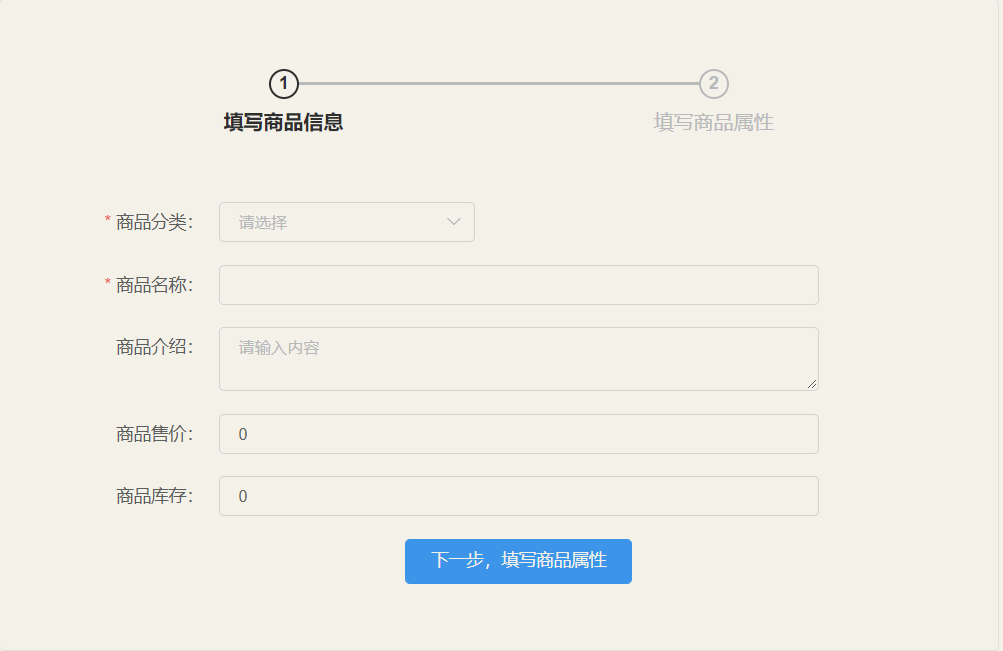 1
2
填写商品信息
填写商品属性
* 商品分类：
请选择
* 商品名称：
商品介绍：
请输入内容
商品售价：
0
商品库存：
0
下一步，填写商品属性